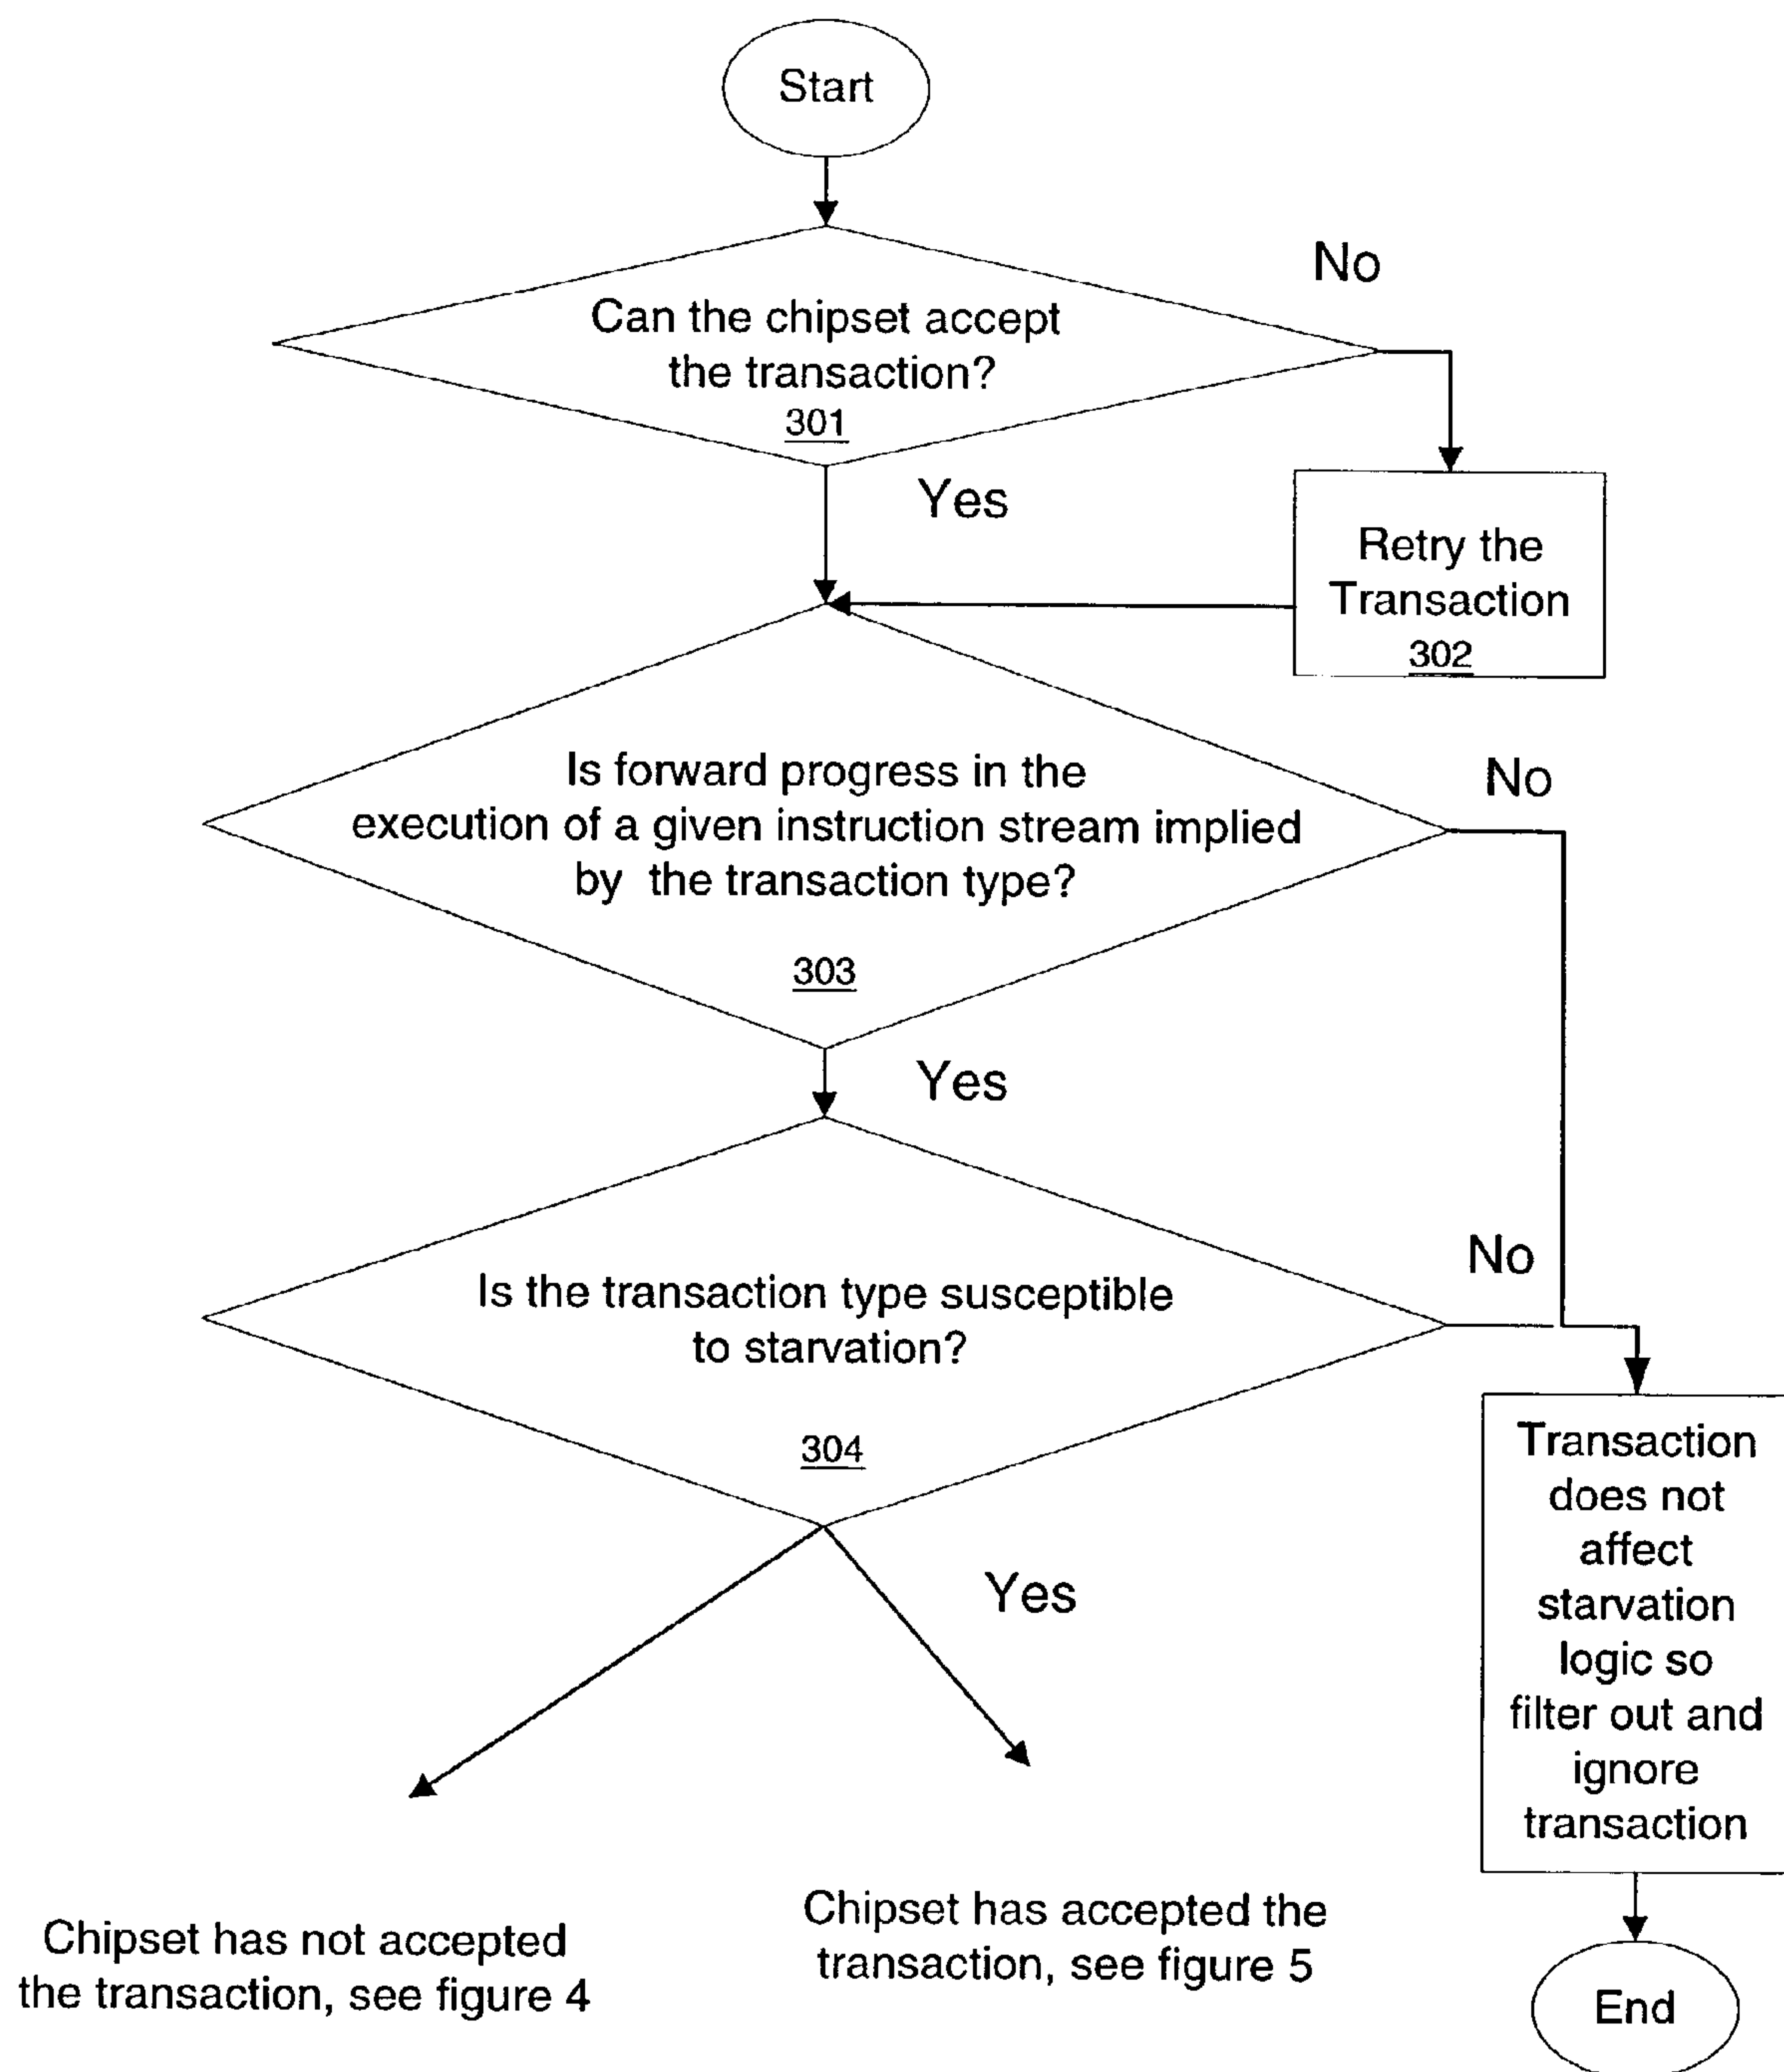 Start
No
Can the chipset accept
the transaction?
301
Yes
Retry the
Transaction
302
Is forward progress in the
execution of a given instruction stream implied
by the transaction type?
303
No
Yes
Is the transaction type susceptible
to starvation?
304
No
Yes
Transaction
does not
affect
starvation
logic so
filter out and
ignore
transaction
Chipset has not accepted
the transaction, see figure 4
Chipset has accepted the
transaction, see figure 5
End